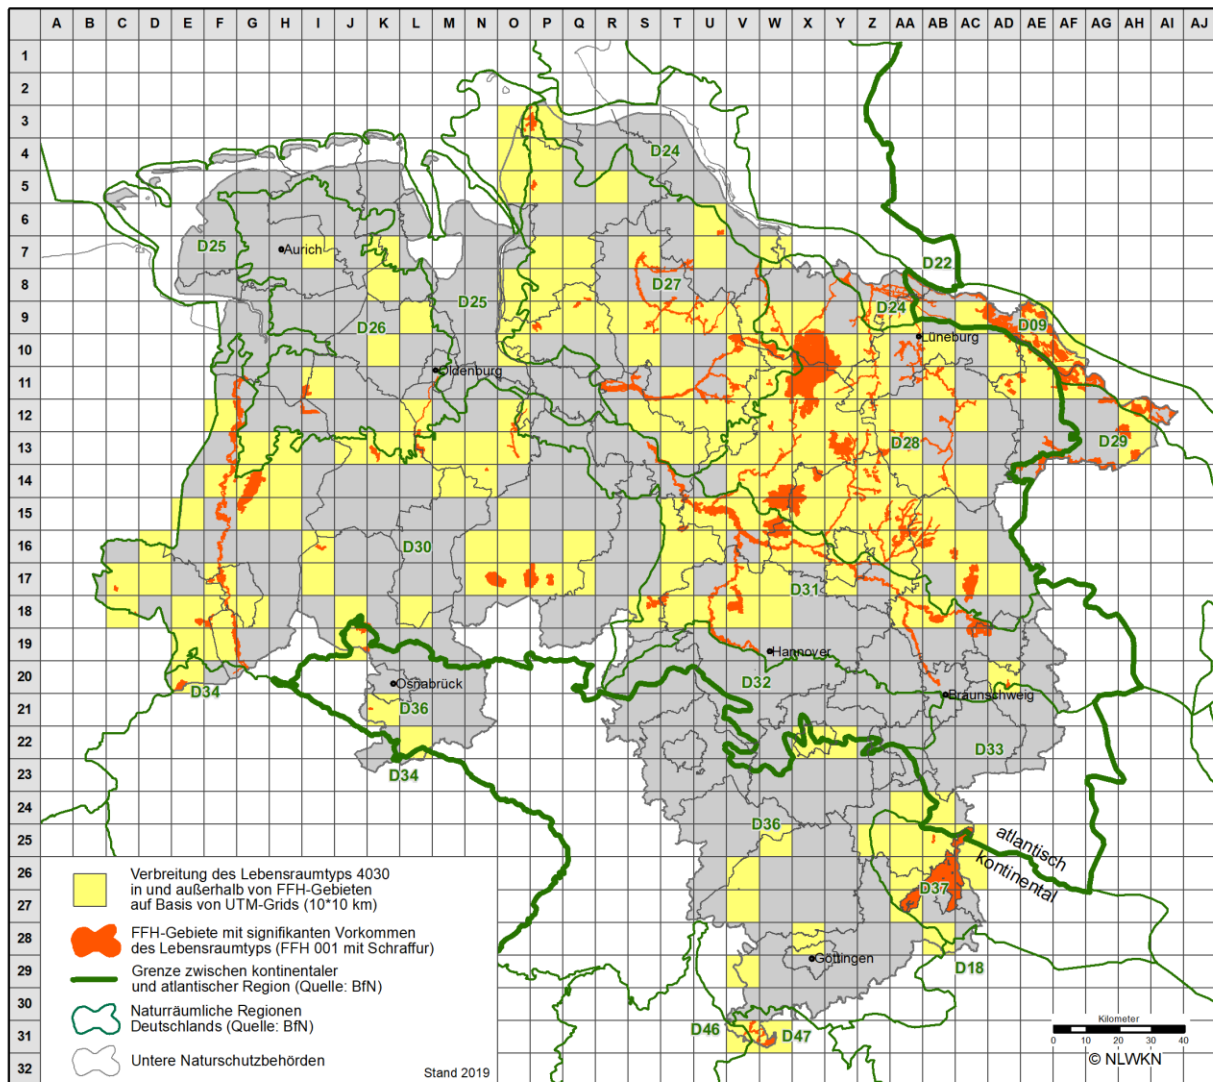 A B C D E F G H I J K L M N O P Q R S T U V W X Y Z AA AB AC AD AE AF AG AH AI AJ
1
2
3
4
D24
5
6
D25
7
Aurich
D22
8
D27
D25
D24
9
D26
D09
10
Lüneburg
11
Oldenburg
12
13
D28
D29
14
15
16
D30
17
D31
18
19
Hannover
20
Osnabrück
D32
D34
Braunschweig
21
D36
22
D33
23
D34
24
D36
25
atlantisch
kontinental
26
D37
27
28
29
Göttingen
D18
30
31
D46
D47
32
Verbreitung des Lebensraumtyps 4030
in und außerhalb von FFH-Gebieten
auf Basis von UTM-Grids (10*10 km)
FFH-Gebiete mit signifikanten Vorkommen
des Lebensraumtyps (FFH 001 mit Schraffur)
Grenze zwischen kontinentaler
und atlantischer Region (Quelle: BfN)
Naturräumliche Regionen
Deutschlands (Quelle: BfN)
Untere Naturschutzbehörden
Stand 2019
Kilometer
0 5 10 20 30 40
© NLWKN